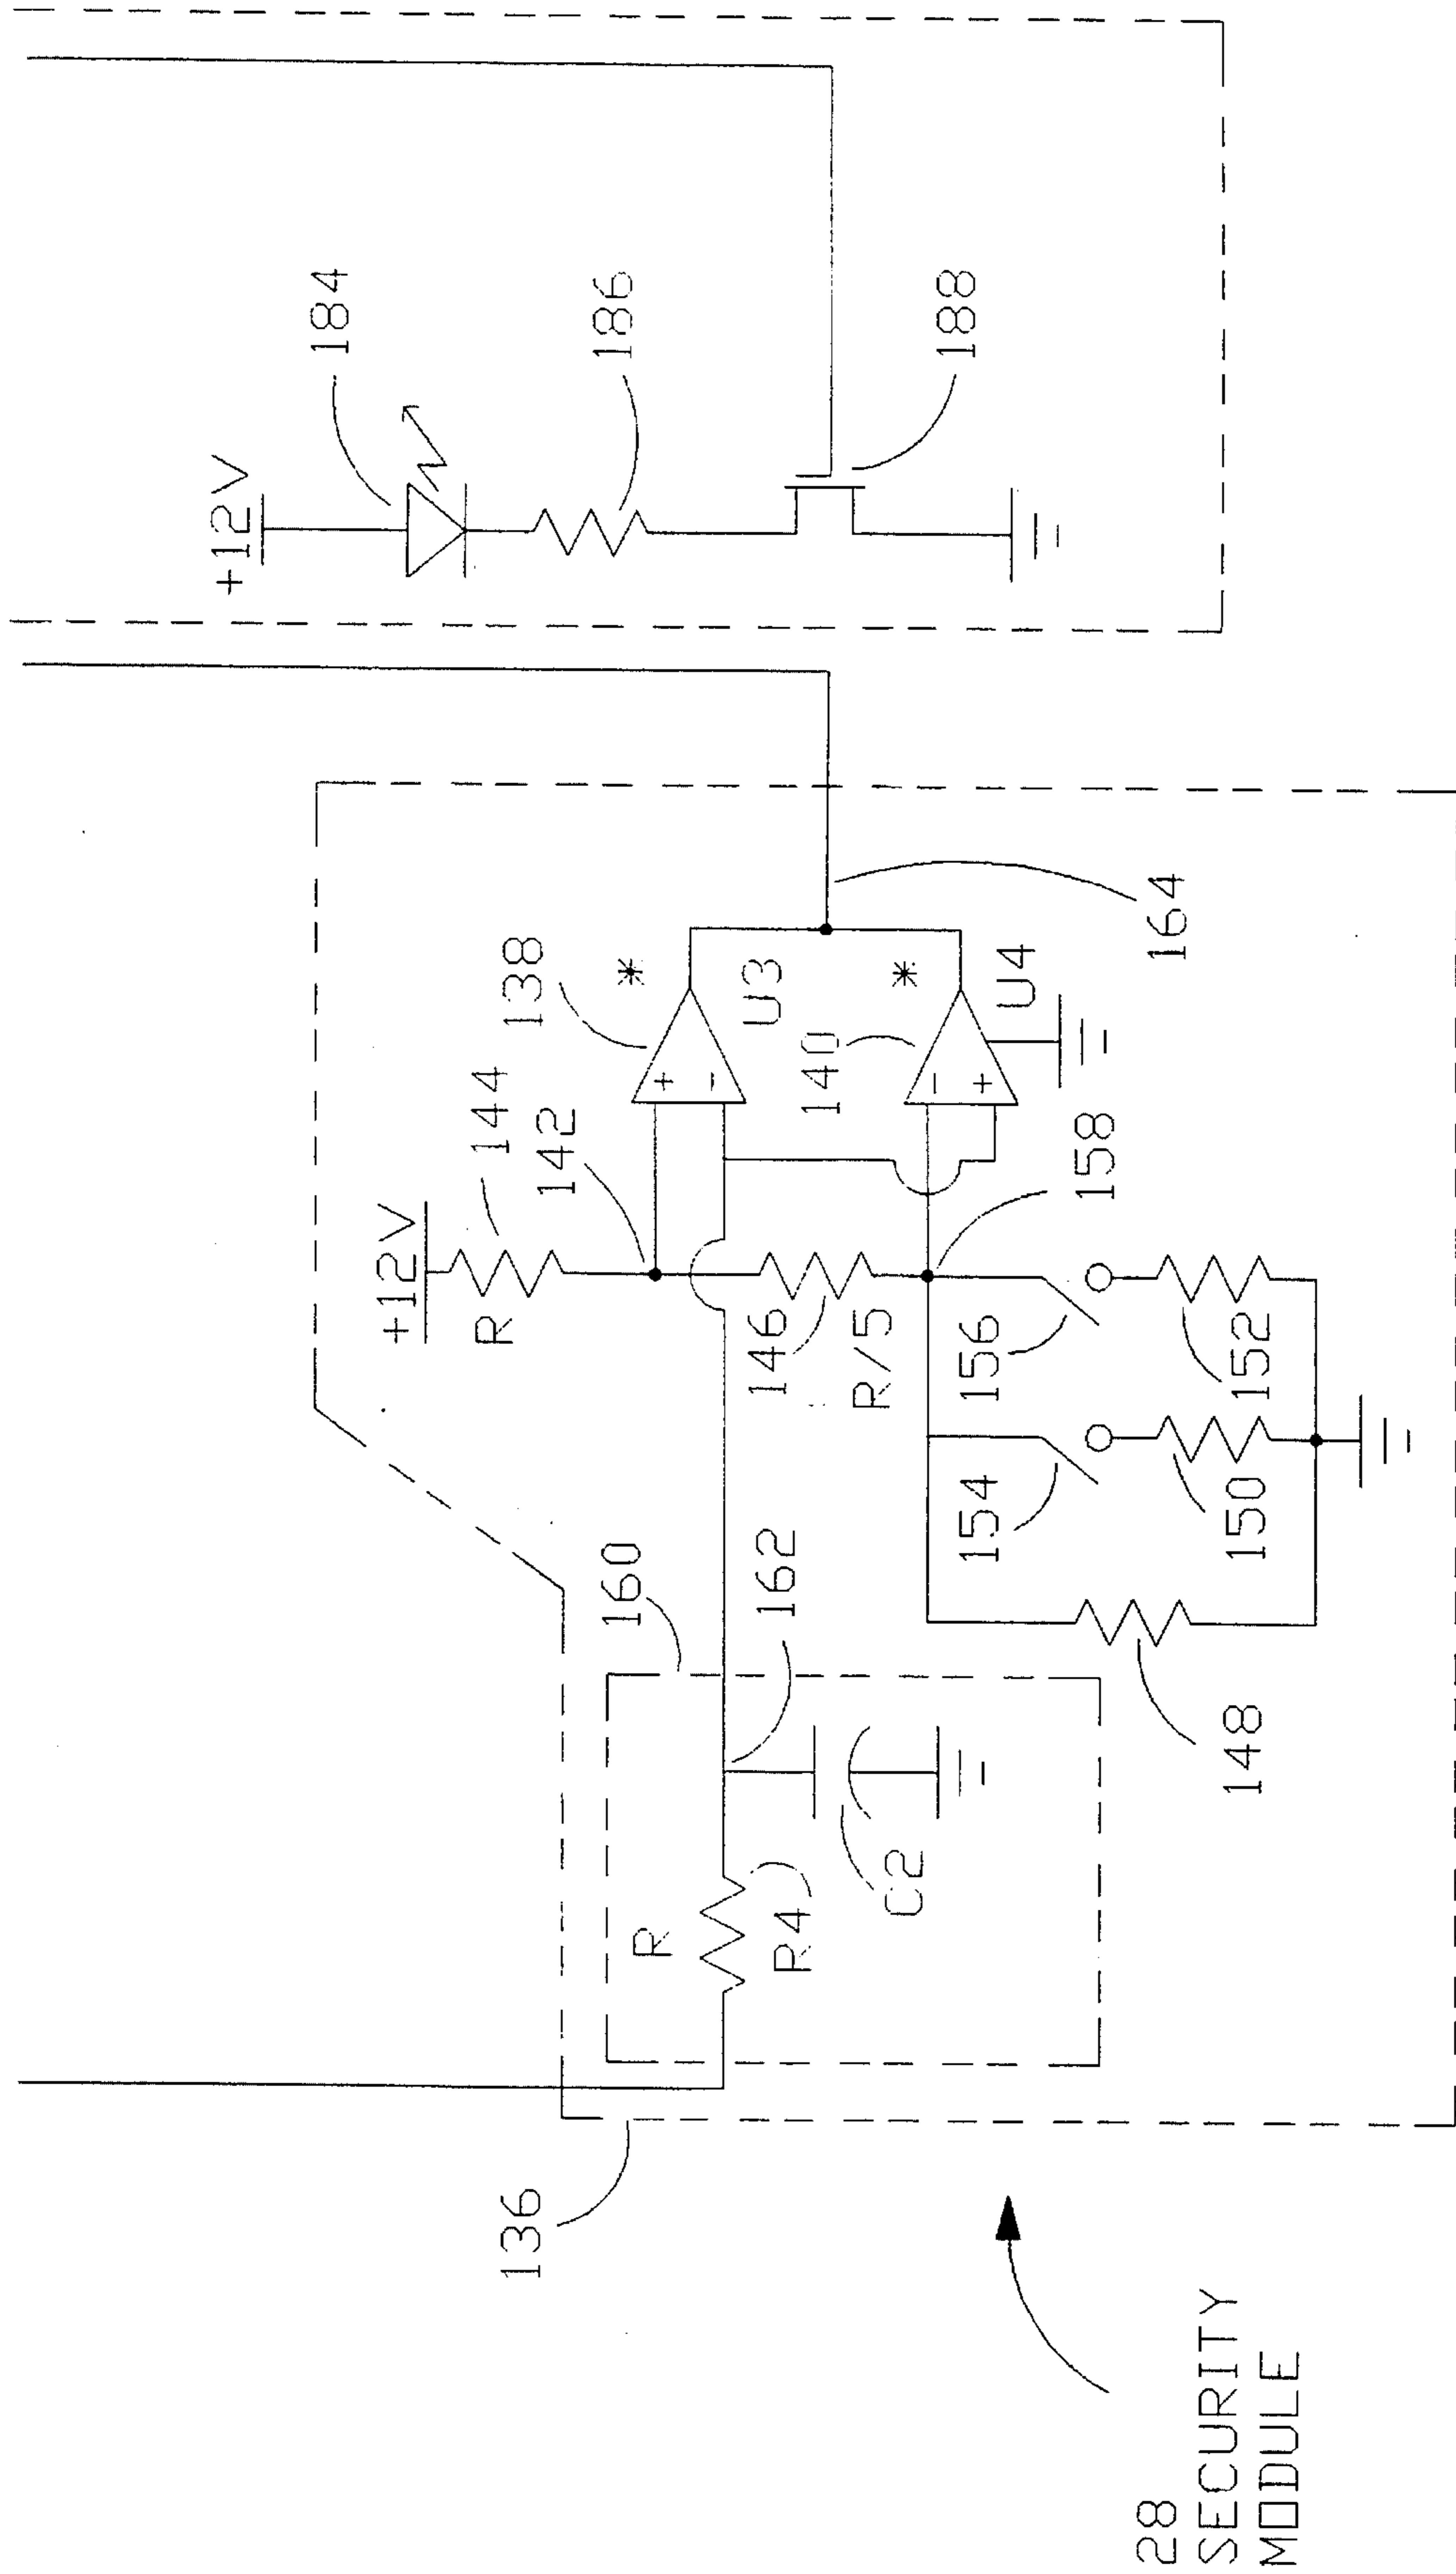 +12V
184
186
188
+12V
R
144
142
138
*
U3
*
140
U4
164
146
R/5
158
156
152
154
150
148
160
162
R
R4
C2
136
28
SECURITY
MODULE
+
-
-
+